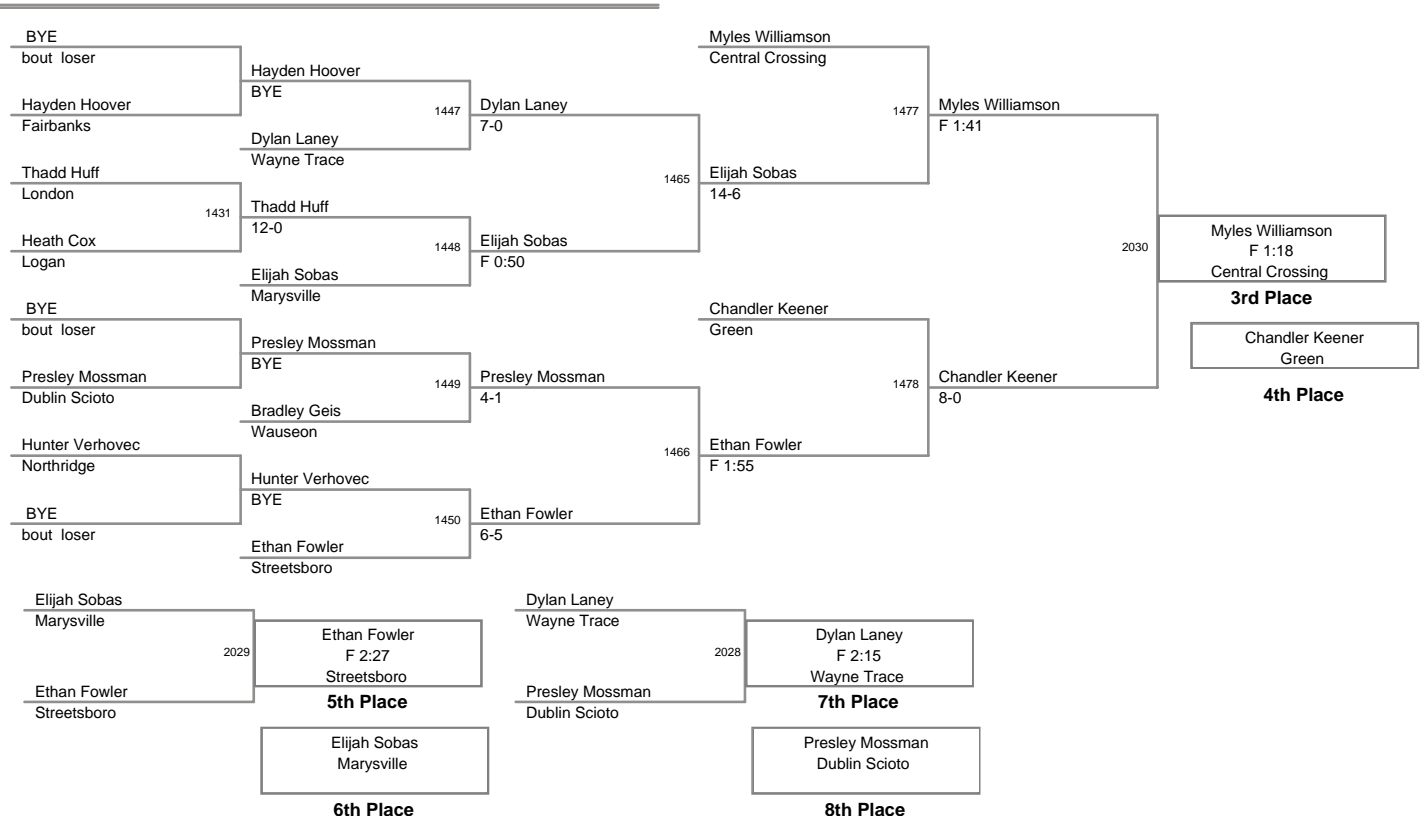 BYE
bout loser
Hayden Hoover
Fairbanks
Thadd Huff
London
1431
Heath Cox
Logan
BYE
bout loser
Presley Mossman
Dublin Scioto
Hunter Verhovec
Northridge
BYE
bout loser
Hayden Hoover
BYE
1447
Dylan Laney
Wayne Trace
Thadd Huff
12-0
1448
Elijah Sobas
Marysville
Presley Mossman
BYE
1449
Bradley Geis
Wauseon
Hunter Verhovec
BYE
1450
Ethan Fowler
Streetsboro
Dylan Laney
7-0
1465
Elijah Sobas
F 0:50
Presley Mossman
4-1
1466
Ethan Fowler
6-5
Myles Williamson
Central Crossing
1477
Elijah Sobas
14-6
Chandler Keener
Green
1478
Ethan Fowler
F 1:55
Myles Williamson
F 1:41
2030
Chandler Keener
8-0
Myles Williamson
F 1:18
Central Crossing
3rd Place
Chandler Keener
Green
4th Place
Elijah Sobas
Marysville
2029
Ethan Fowler
Streetsboro
Ethan Fowler
F 2:27
Streetsboro
5th Place
Elijah Sobas
Marysville
6th Place
Dylan Laney
Wayne Trace
2028
Presley Mossman
Dublin Scioto
Dylan Laney
F 2:15
Wayne Trace
7th Place
Presley Mossman
Dublin Scioto
8th Place